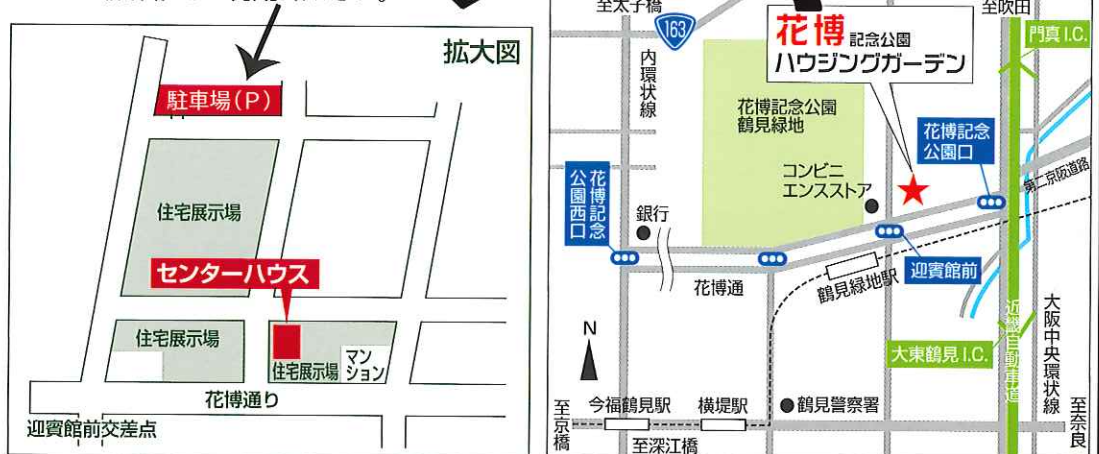 拡大図
駐車場(P)
住宅展示場
センターハウス
住宅展示場
住宅展示場
マン
ション
花博通り
迎賓館前交差点
至太子橋
163
至吹田
門真I.C.
花博記念公園
ハウジングガーデン
内環状線
花博記念公園
鶴見緑地
花博記念
公園口
コンビニ
エンスストア
第二京阪道路
花博記念
公園西口
銀行
迎賓館前
花博通
鶴見緑地駅
近畿自動車道
大阪中央環状線
大東鶴見I.C.
N
至京橋
今福鶴見駅
横堤駅
鶴見警察署
至深江橋
至奈良